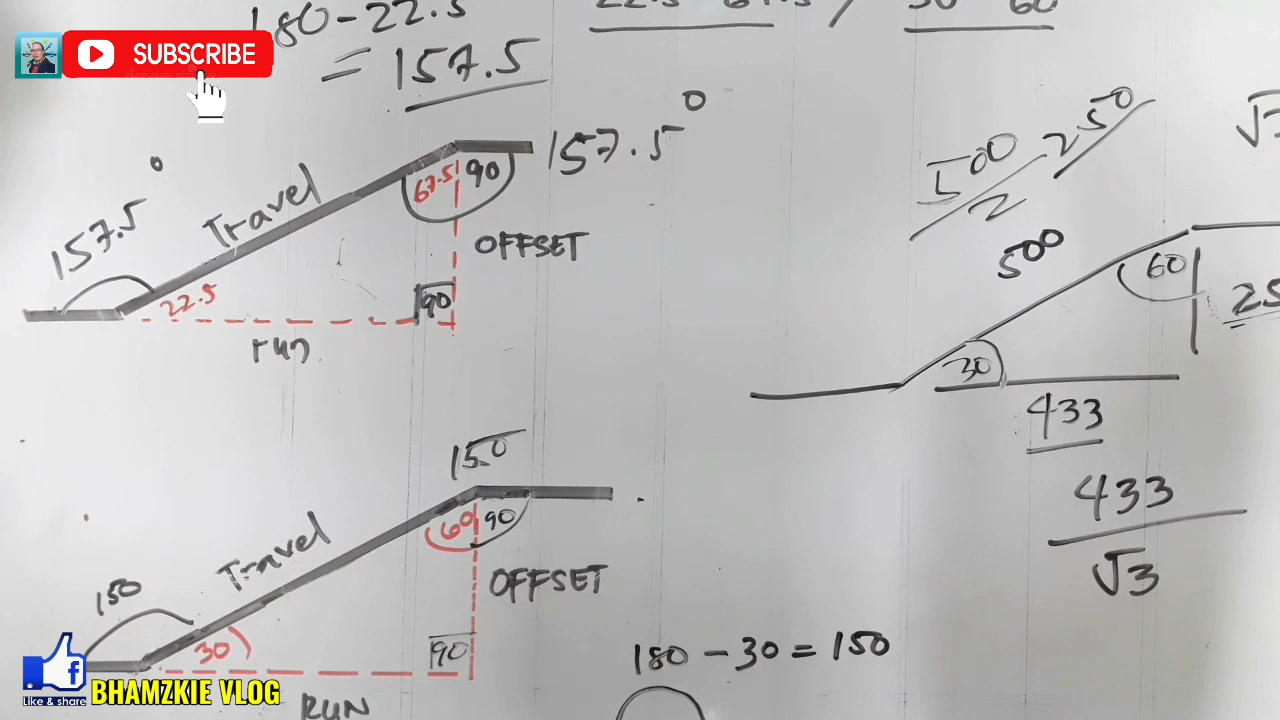 180-22.5
= 157.5
SUBSCRIBE
157.5°
Travel
67.5
90
157.5°
OFFSET
22.5
90
run
150
Travel
60
90
150
OFFSET
30
90
RUN
180 - 30 = 150
30 60
500
2
250
500
60
30
433
433
√3
Like & share
BHAMZKIE VLOG